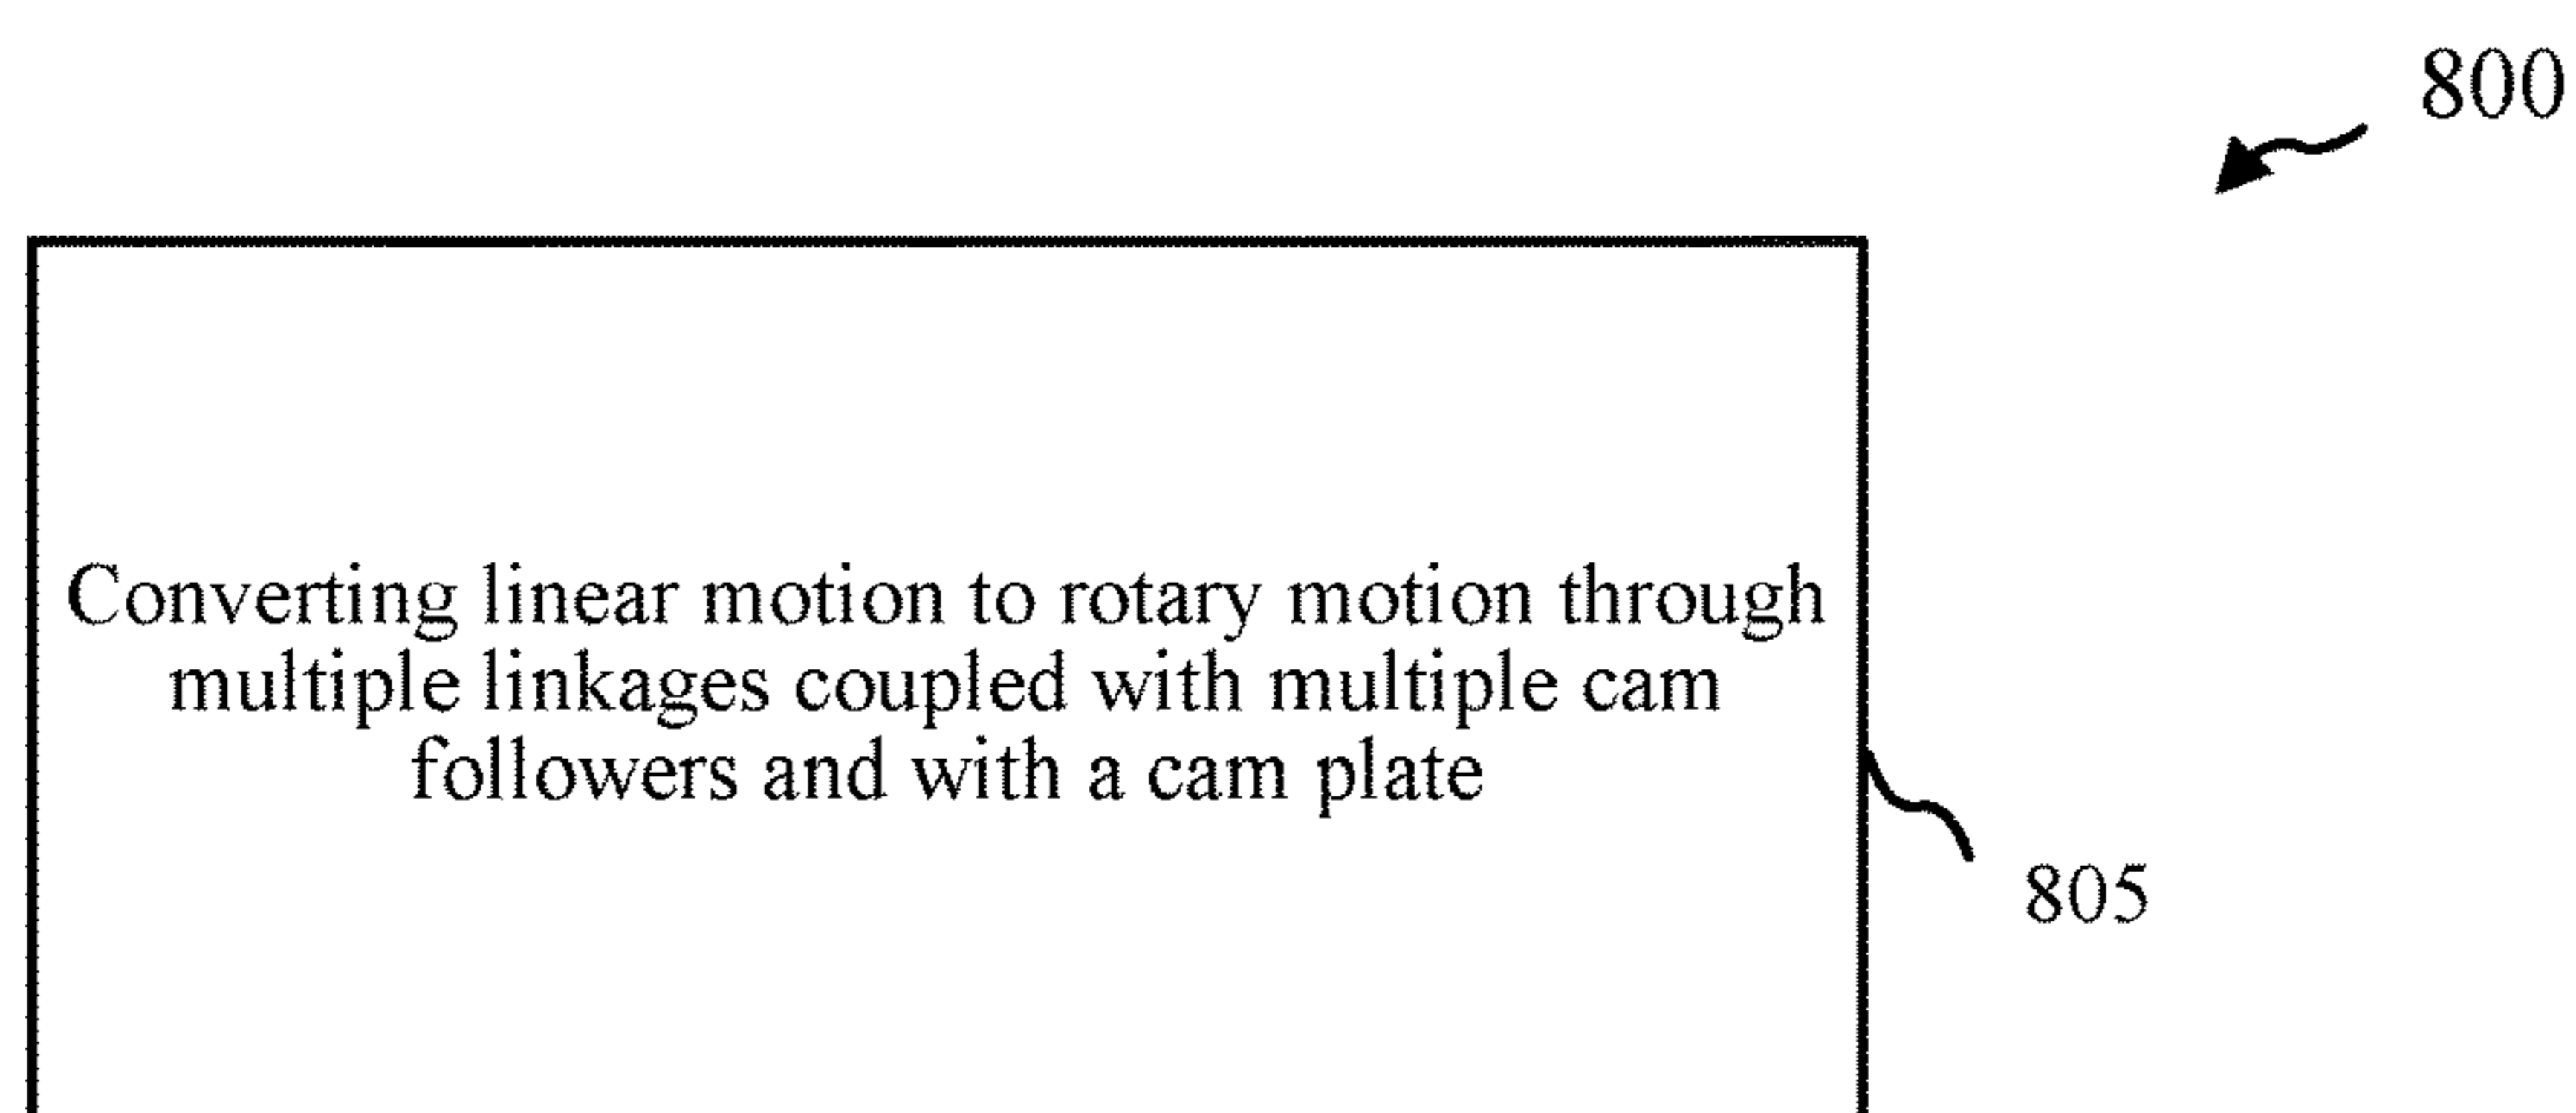 800
Converting linear motion to rotary motion through
multiple linkages coupled with multiple cam
followers and with a cam plate
805